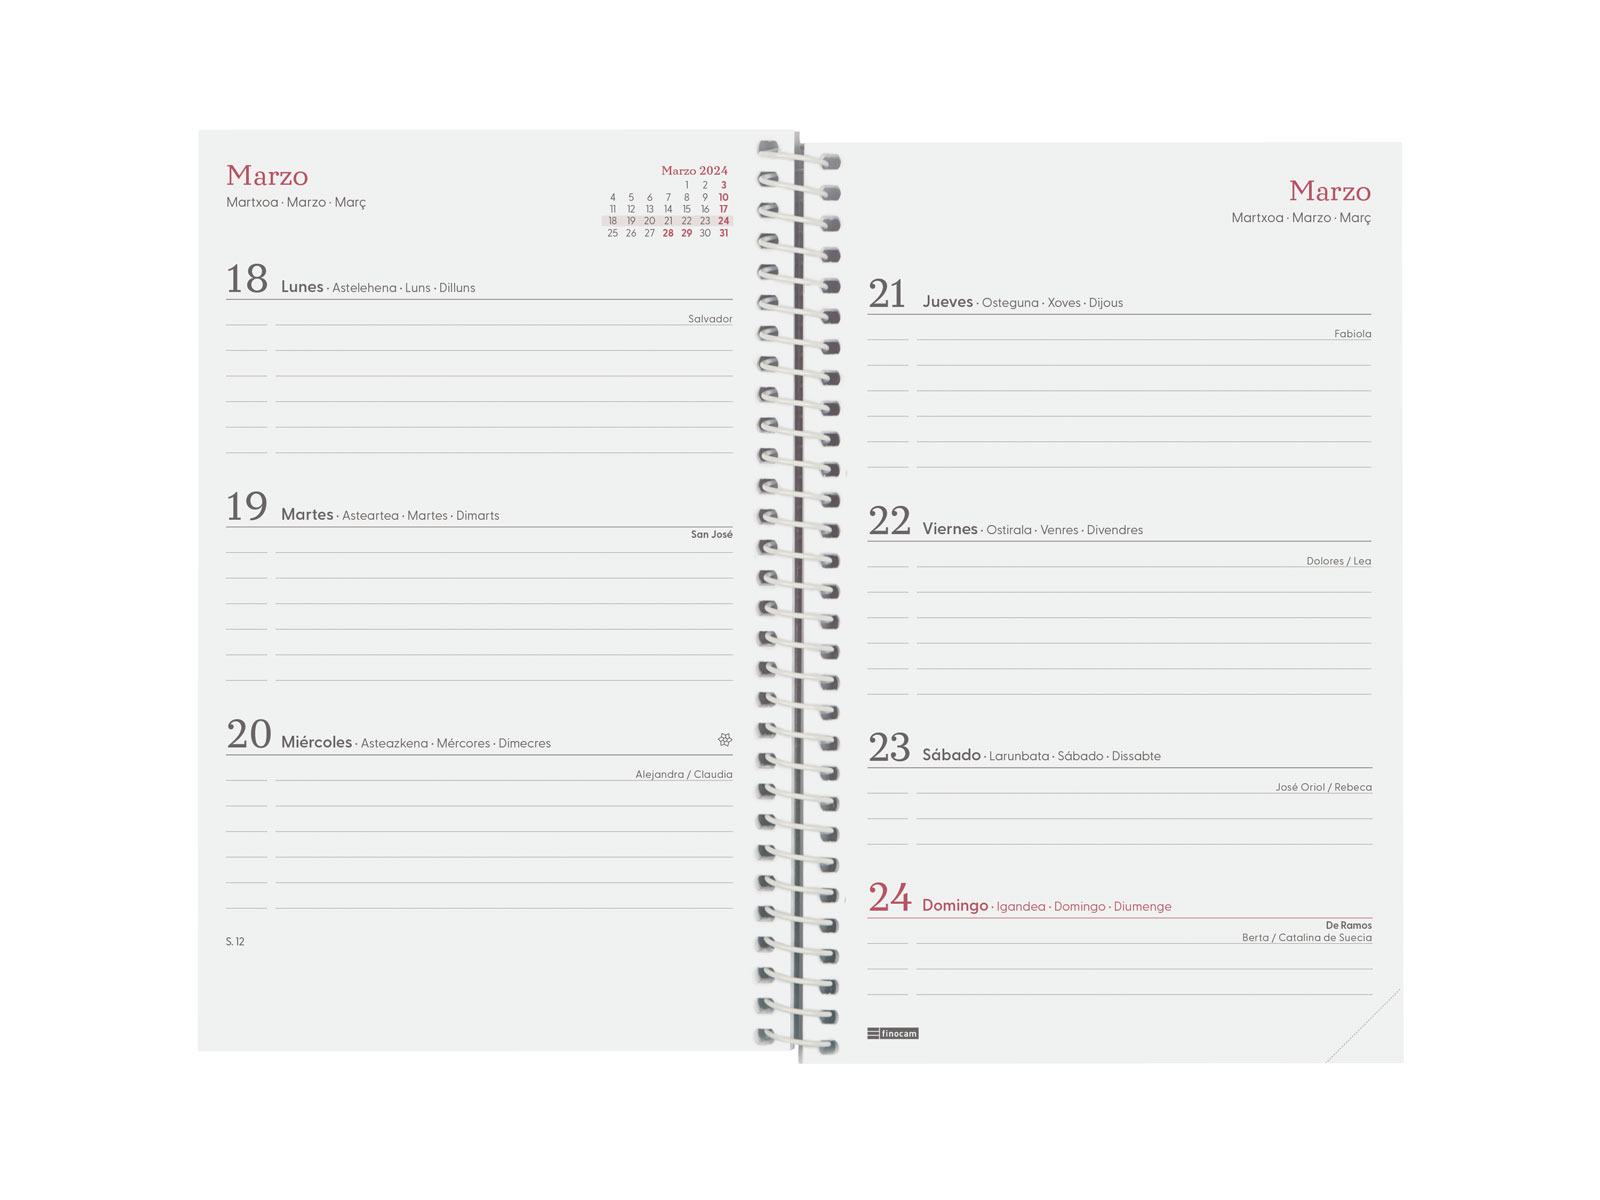 Marzo
Martxoa · Marzo · Març
Marzo 2024
1 2 3
4 5 6 7 8 9 10
11 12 13 14 15 16 17
18 19 20 21 22 23 24
25 26 27 28 29 30 31
18 Lunes · Astelehena · Luns · Dilluns
Salvador
19 Martes · Asteartea · Martes · Dimarts
San José
20 Miércoles · Asteazkena · Mércores · Dimecres
Alejandra / Claudia
S. 12
Marzo
Martxoa · Marzo · Març
21 Jueves · Osteguna · Xoves · Dijous
Fabiola
22 Viernes · Ostirala · Venres · Divendres
Dolores / Lea
23 Sábado · Larunbata · Sábado · Dissabte
José Oriol / Rebeca
24 Domingo · Igandea · Domingo · Diumenge
De Ramos
Berta / Catalina de Suecia
finocam